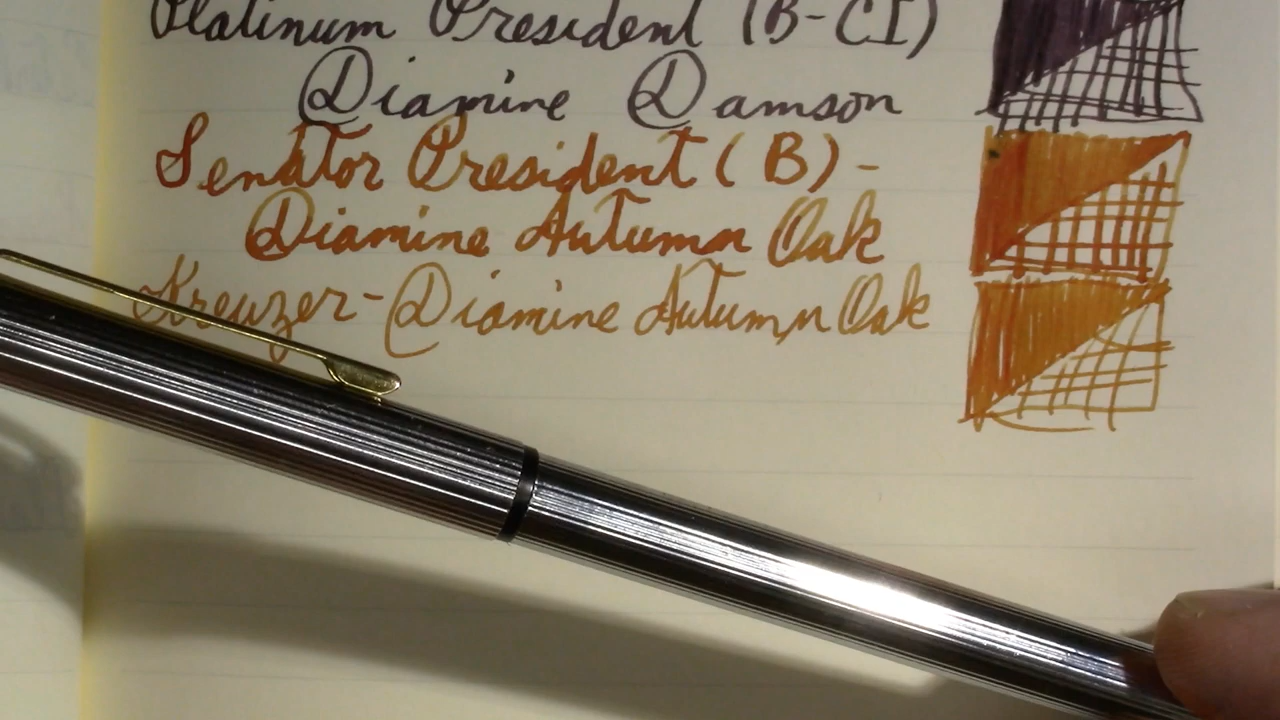 Platinum President (B-CI)
Diamine Damson
Senator President (B) -
Diamine Autumn Oak
Kreuzer - Diamine Autumn Oak